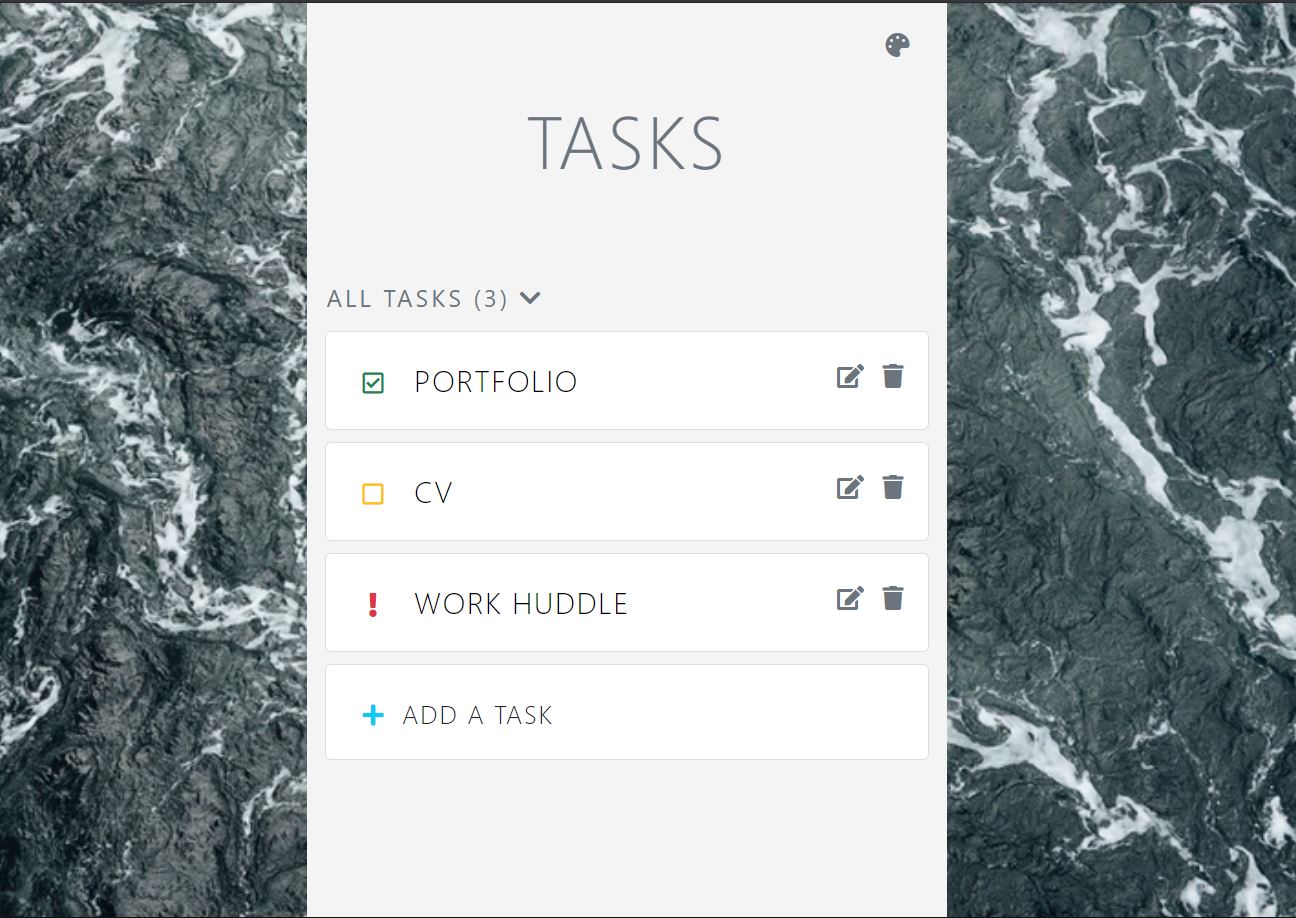 TASKS
ALL TASKS (3)
PORTFOLIO
CV
WORK HUDDLE
ADD A TASK